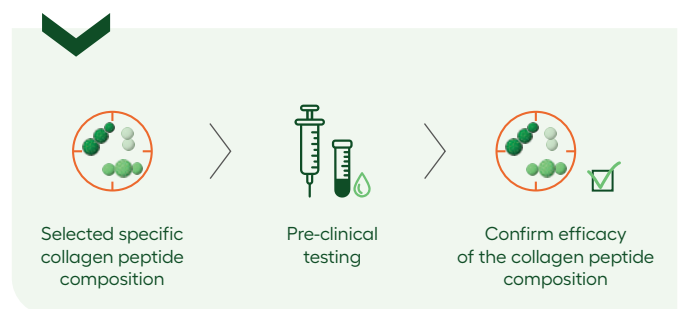 Selected specific
collagen peptide
composition
Pre-clinical
testing
Confirm efficacy
of the collagen peptide
composition